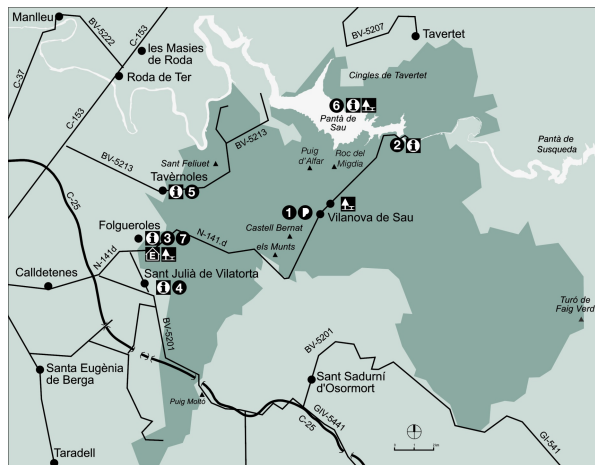 Manlleu
BV-5222
C-153
les Masies
de Roda
Roda de Ter
C-37
C-153
BV-5207
Tavertet
Cingles de Tavertet
6 i
Pantà de
Sau
2 i
Pantà de
Susqueda
BV-5213
BV-5213
Sant Feliuet
Tavèrnoles
i 5
Puig
d'Alfar
Roc del
Migdia
C-25
1 P
Vilanova de Sau
Folgueroles
i 3 7
E
N-141.d
Castell Bernat
els Munts
N-141d
Calldetenes
Sant Julià de Vilatorta
i 4
Turó de
Faig Verd
BV-5201
BV-5201
Santa Eugènia
de Berga
Sant Sadurní
d'Osormort
Puig Moltó
GIV-5441
C-25
GI-541
Taradell